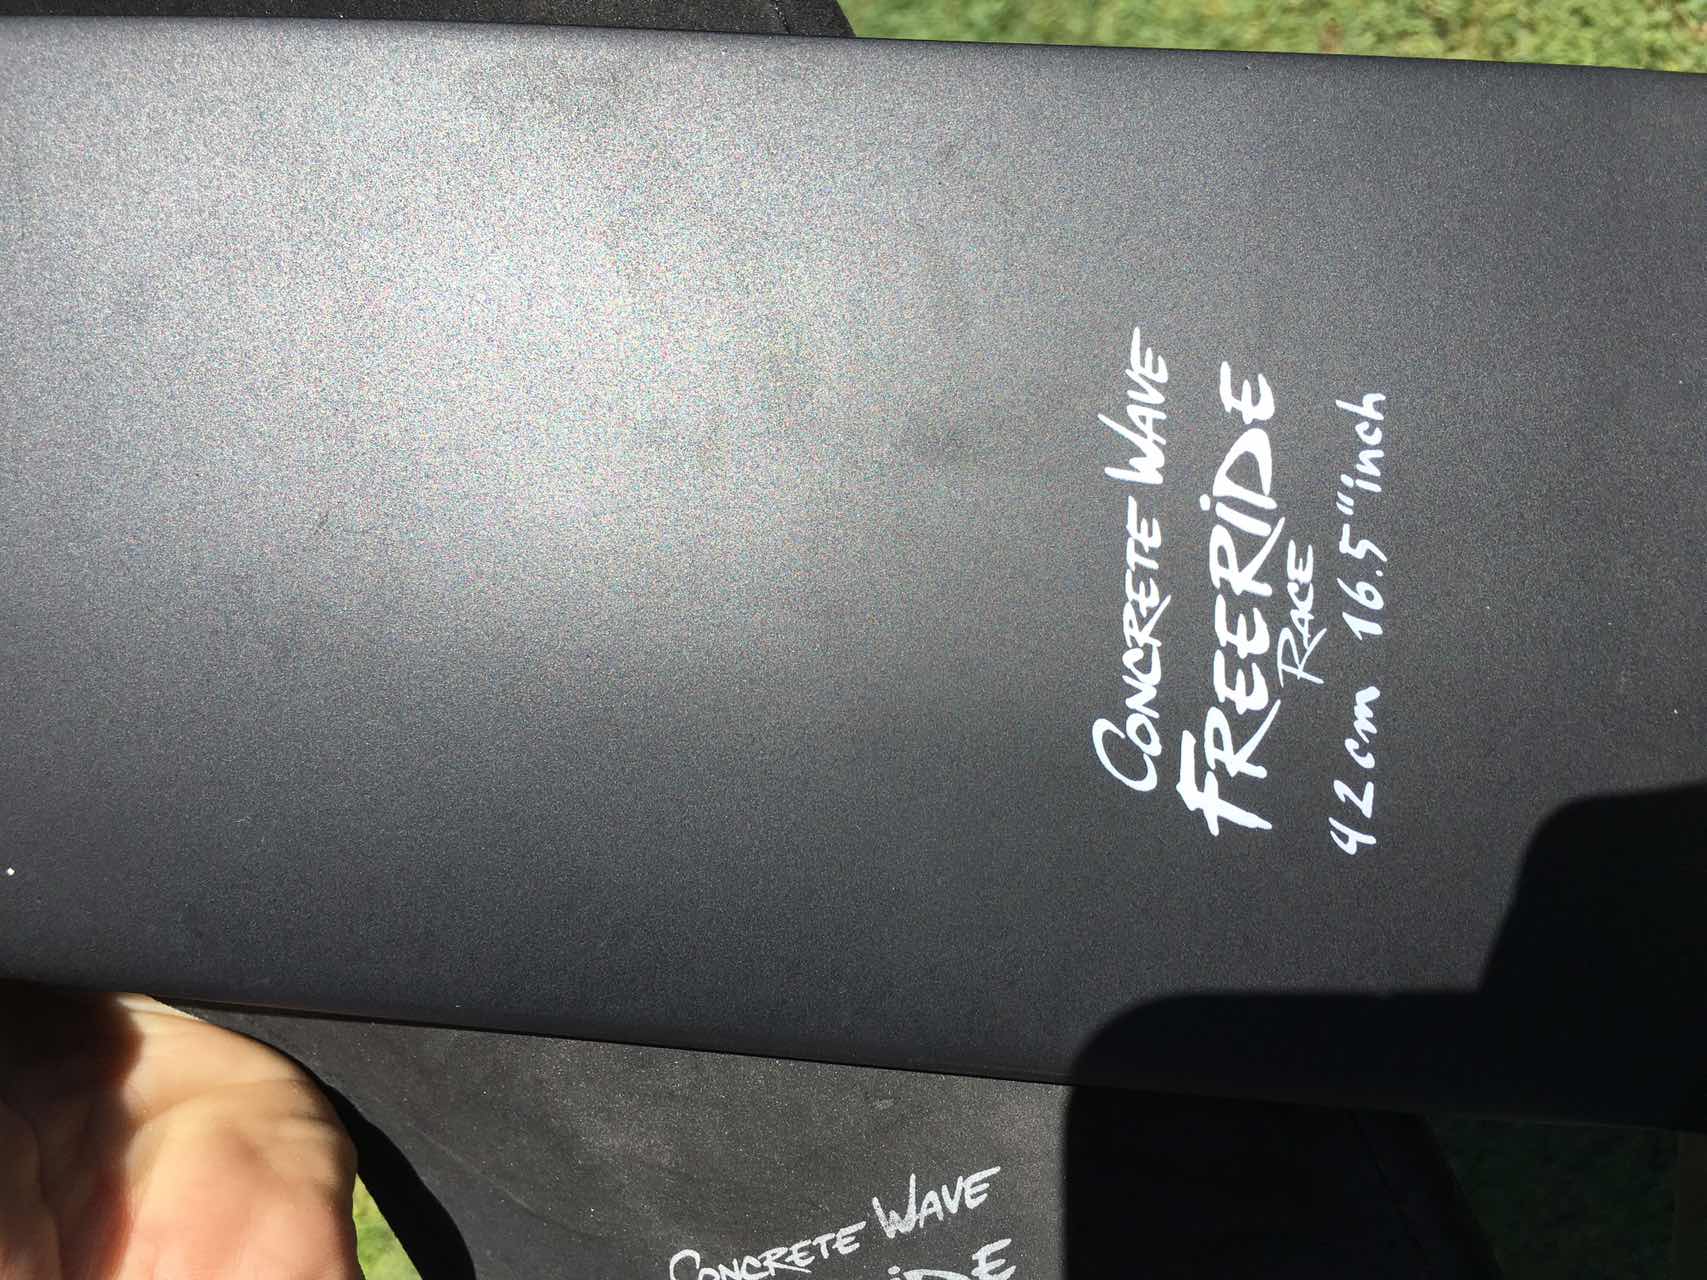 CONCRETE WAVE
FREERiDE
RACE
42cm 16.5"'inch
CONCRETE WAVE